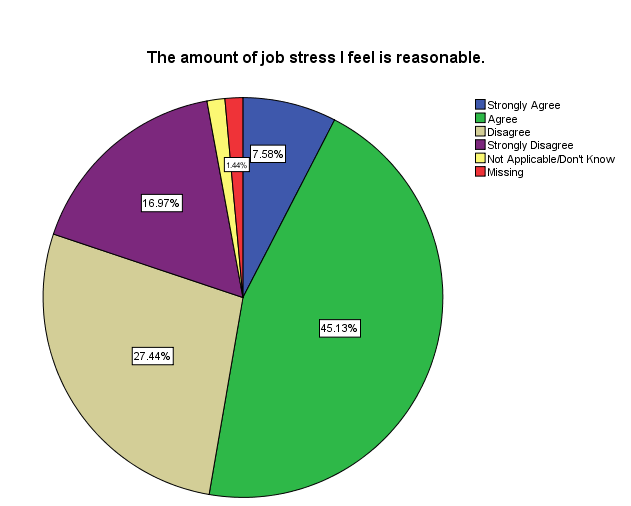 The amount of job stress I feel is reasonable.
Strongly Agree
Agree
Disagree
Strongly Disagree
Not Applicable/Don't Know
Missing
7.58%
1.44%
16.97%
45.13%
27.44%